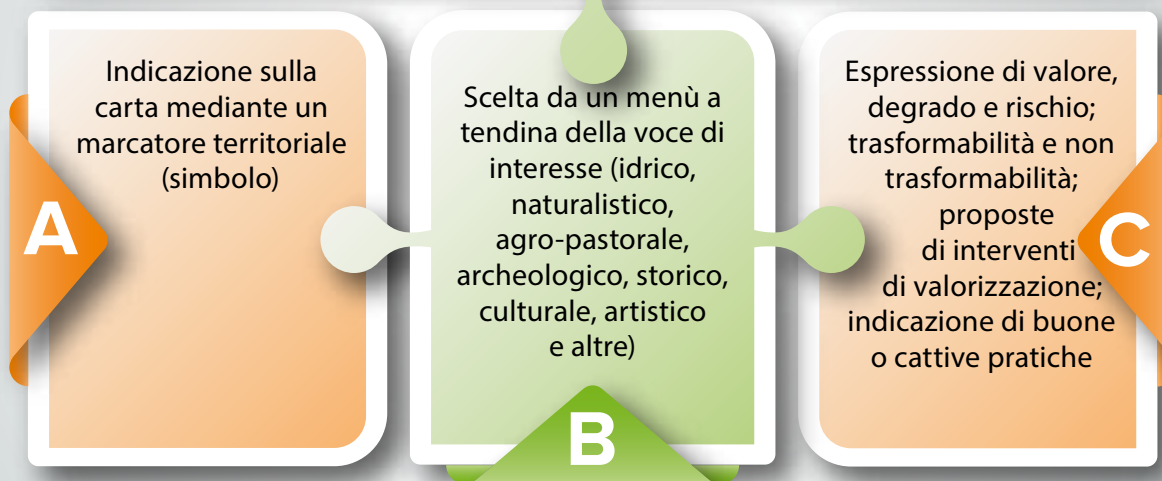 Indicazione sulla
carta mediante un
marcatore territoriale
(simbolo)
A
Scelta da un menù a
tendina della voce di
interesse (idrico,
naturalistico,
agro-pastorale,
archeologico, storico,
culturale, artistico
e altre)
B
Espressione di valore,
degrado e rischio;
trasformabilità e non
trasformabilità;
proposte
di interventi
di valorizzazione;
indicazione di buone
o cattive pratiche
C